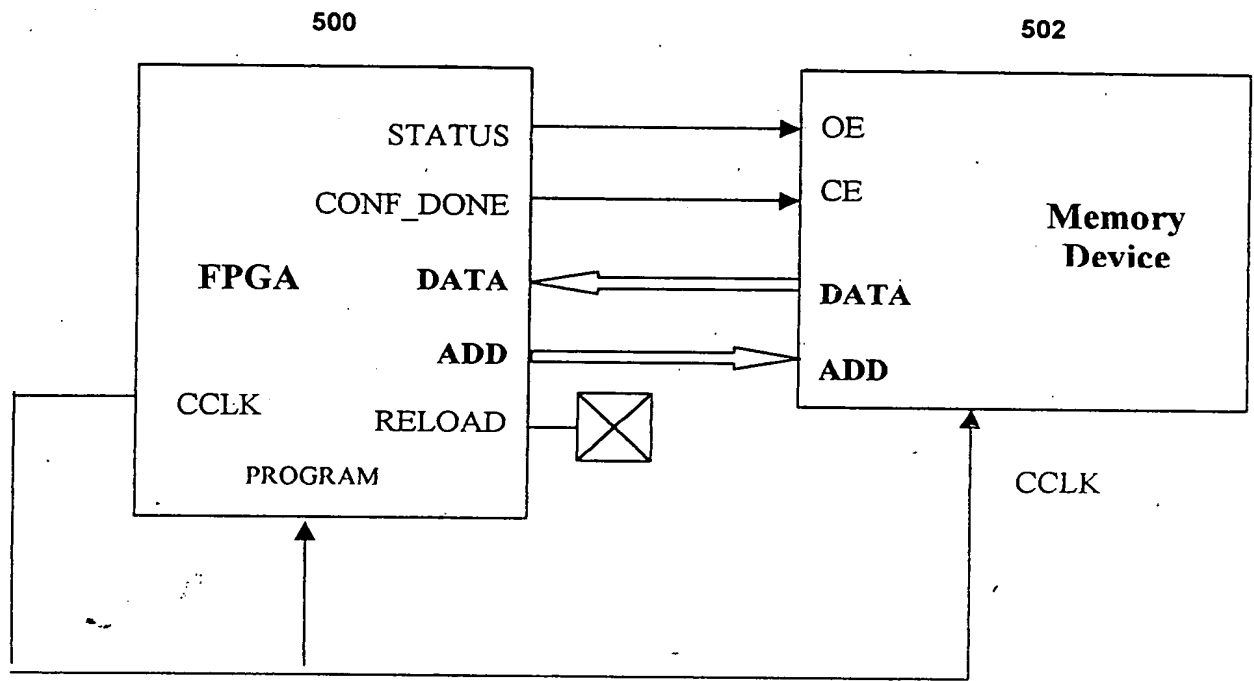 500
502
STATUS
OE
CONF_DONE
CE
Memory
Device
FPGA
DATA
DATA
ADD
ADD
CCLK
RELOAD
PROGRAM
CCLK